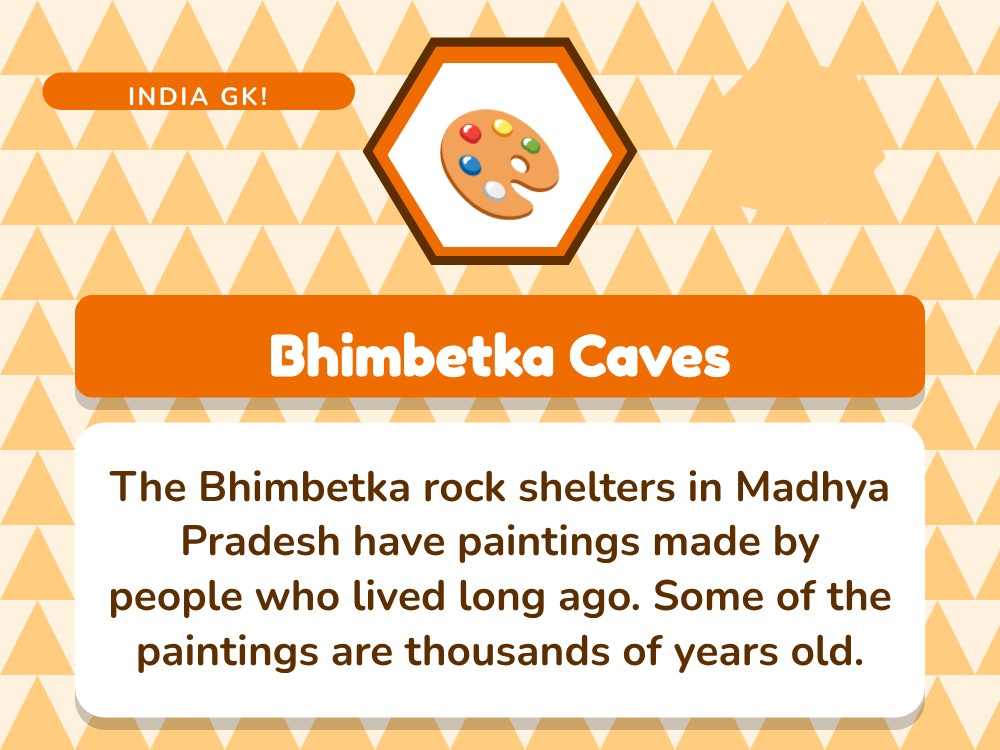 INDIA GK!
Bhimbetka Caves
The Bhimbetka rock shelters in Madhya
Pradesh have paintings made by
people who lived long ago. Some of the
paintings are thousands of years old.